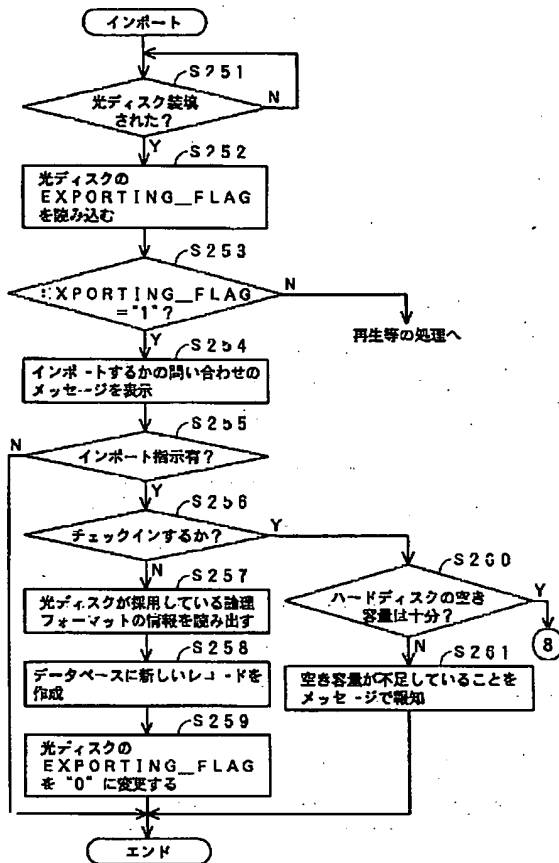 インポート
S251
光ディスク装填
された?
N
Y
S252
光ディスクの
EXPORTING__FLAG
を読み込む
S253
EXPORTING__FLAG
="1"?
N
再生等の処理へ
Y
S254
インポートするかの問い合わせの
メッセージを表示
S255
N
インポート指示有?
Y
S256
チェックインするか?
Y
N
S257
光ディスクが採用している論理
フォーマットの情報を読み出す
S258
データベースに新しいレコードを
作成
S259
光ディスクの
EXPORTING__FLAG
を "0" に変更する
S260
ハードディスクの空き
容量は十分?
Y
8
N
S261
空き容量が不足していることを
メッセージで報知
エンド